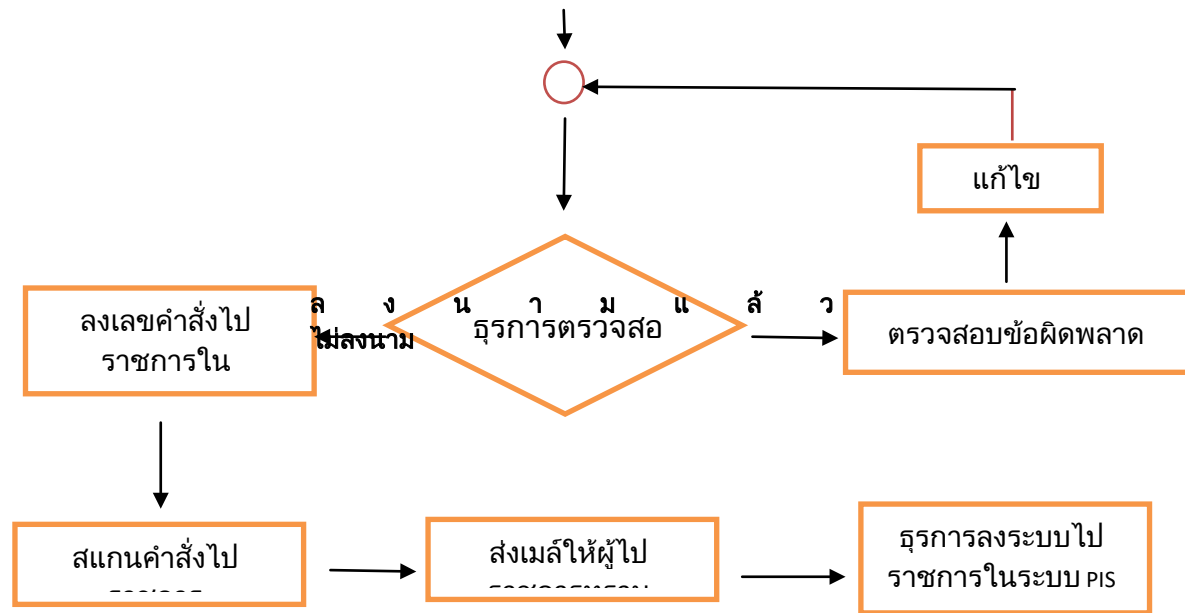 แก้ไข
ลงนามแล้ว
ไม่ลงนาม
ลงเลขคำสั่งไป
ราชการใน
ธุรการตรวจสอ
ตรวจสอบข้อผิดพลาด
สแกนคำสั่งไป
ส่งเมล์ให้ผู้ไป
ธุรการลงระบบไป
ราชการในระบบ PIS